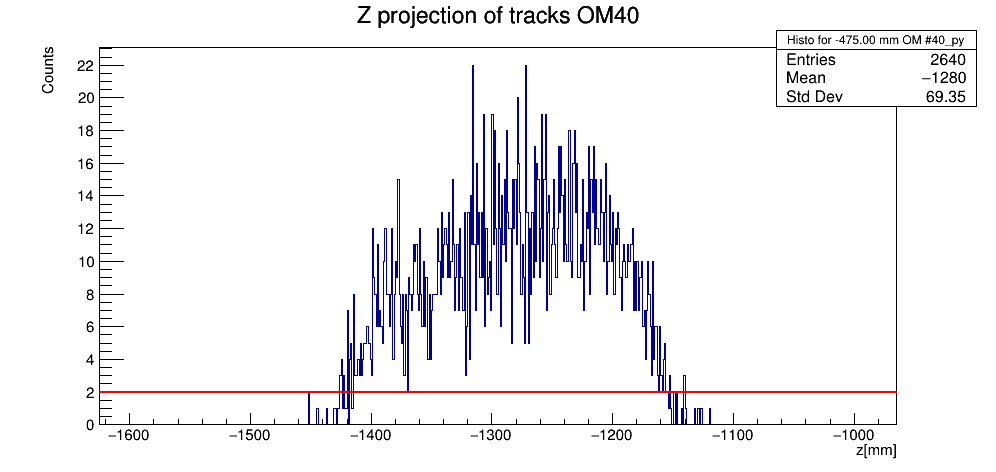 Z projection of tracks OM40
Histo for -475.00 mm OM #40_py
Entries 2640
Mean −1280
Std Dev 69.35
Counts
22
20
18
16
14
12
10
8
6
4
2
0
−1600 −1500 −1400 −1300 −1200 −1100 −1000
z[mm]